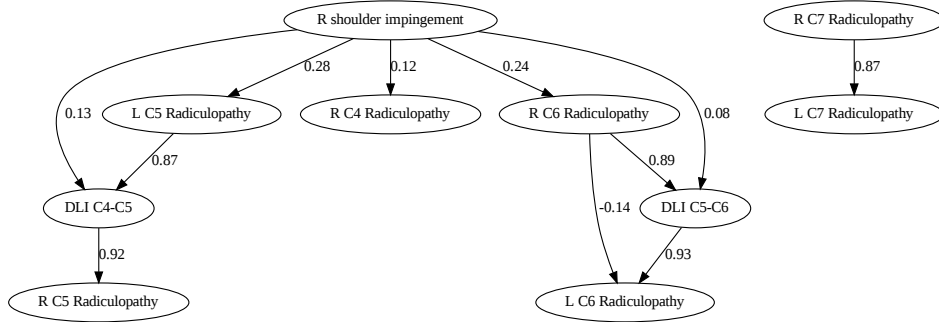 R shoulder impingement
R C7 Radiculopathy
0.28
0.12
0.24
0.87
0.13
L C5 Radiculopathy
R C4 Radiculopathy
R C6 Radiculopathy
0.08
L C7 Radiculopathy
0.87
0.89
DLI C4-C5
-0.14
DLI C5-C6
0.92
0.93
R C5 Radiculopathy
L C6 Radiculopathy